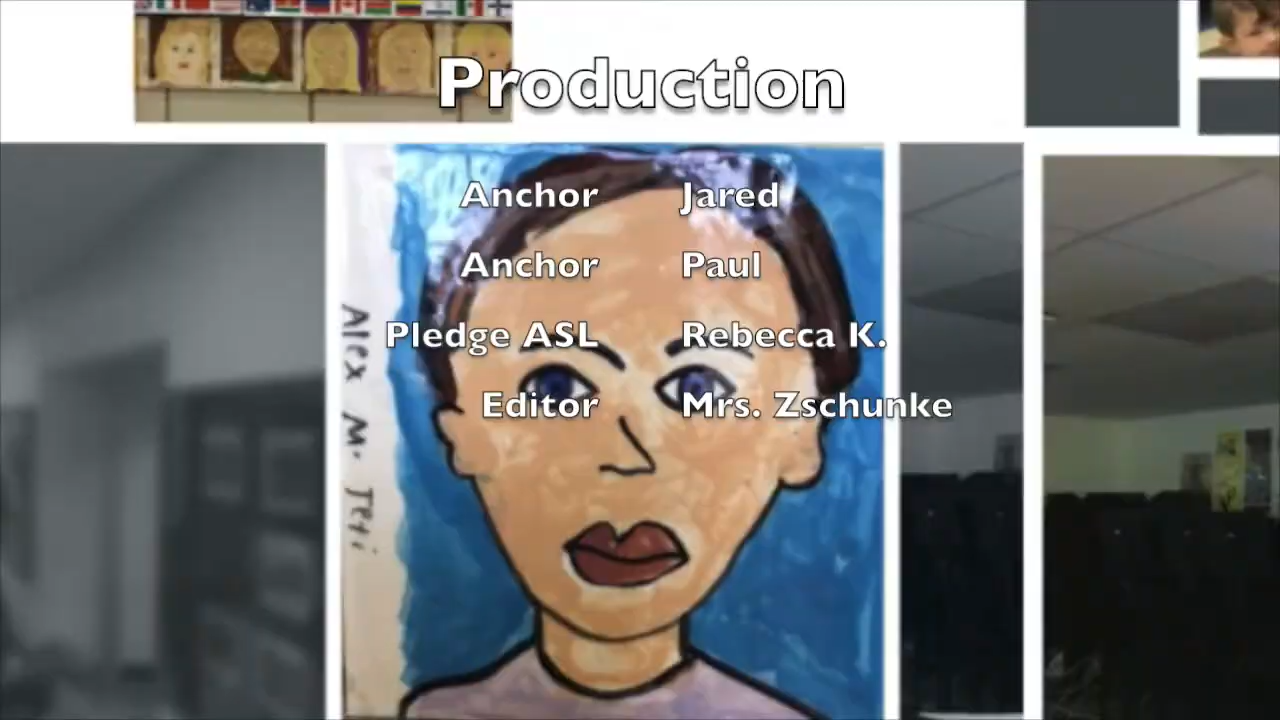 Production
Anchor Jared
Anchor Paul
Pledge ASL Rebecca K.
Editor Mrs. Zschunke
Alex M. Teti